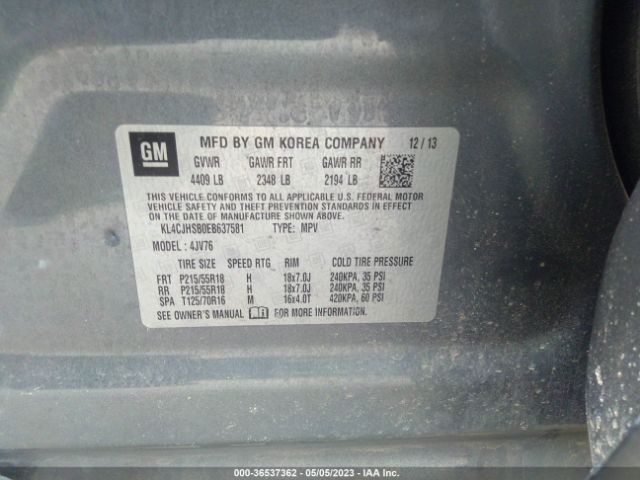 GM MFD BY GM KOREA COMPANY 12 / 13
GVWR GAWR FRT GAWR RR
4409 LB 2348 LB 2194 LB
THIS VEHICLE CONFORMS TO ALL APPLICABLE U.S. FEDERAL MOTOR
VEHICLE SAFETY AND THEFT PREVENTION STANDARDS IN EFFECT
ON THE DATE OF MANUFACTURE SHOWN ABOVE.
KL4CJHSB0EB637581 TYPE: MPV
MODEL : 4JV76
TIRE SIZE SPEED RTG RIM COLD TIRE PRESSURE
FRT P215/55R18 H 18x7.0J 240KPA, 35 PSI
RR P215/55R18 H 18x7.0J 240KPA, 35 PSI
SPA T125/70R16 M 16x4.0T 420KPA, 60 PSI
SEE OWNER'S MANUAL FOR MORE INFORMATION.
000-36537362 - 05/05/2023 - IAA Inc.